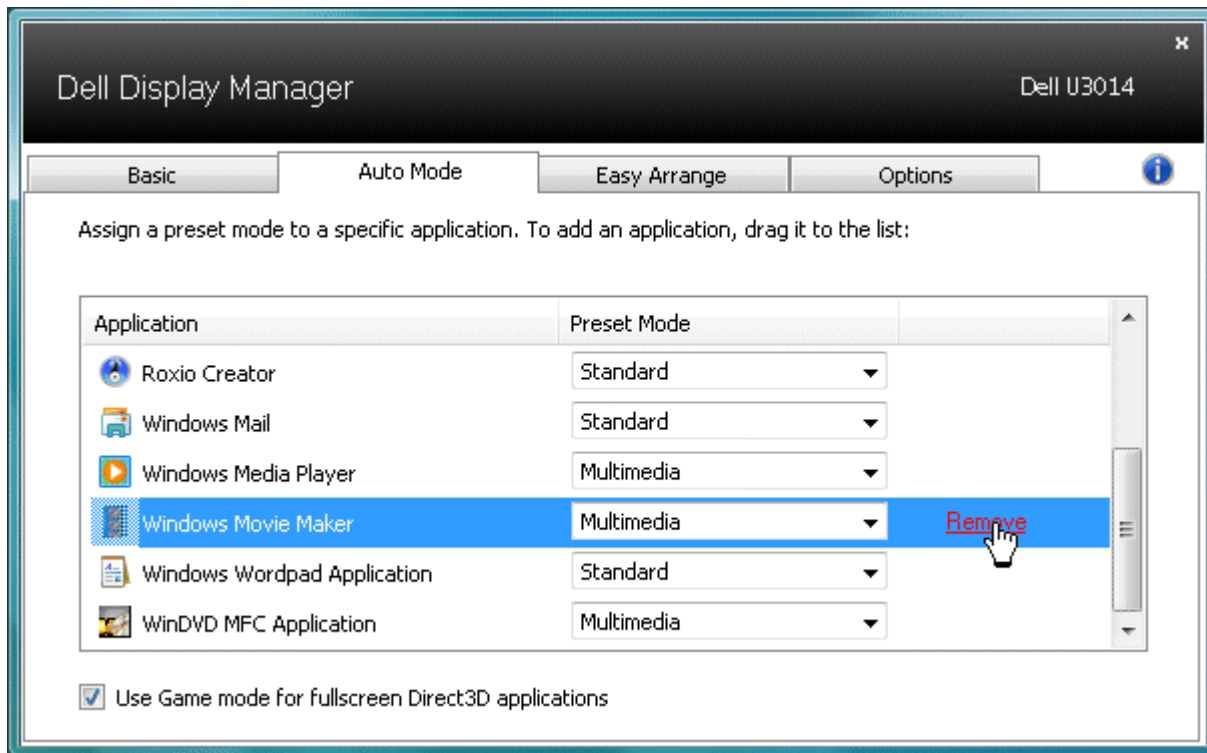 x
Dell Display Manager Dell U3014
Basic Auto Mode Easy Arrange Options
Assign a preset mode to a specific application. To add an application, drag it to the list:
Application Preset Mode
Roxio Creator Standard
Windows Mail Standard
Windows Media Player Multimedia
Windows Movie Maker Multimedia Remove
Windows Wordpad Application Standard
WinDVD MFC Application Multimedia
Use Game mode for fullscreen Direct3D applications